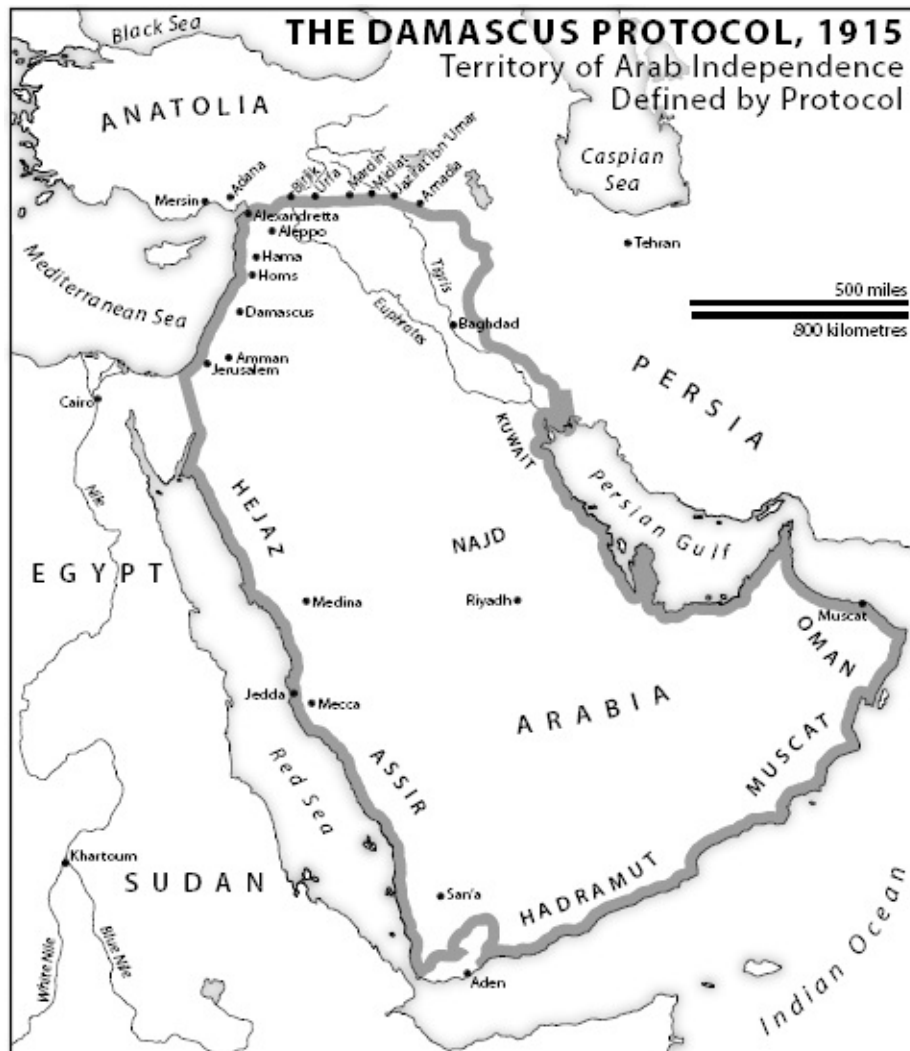 Black Sea
THE DAMASCUS PROTOCOL, 1915
Territory of Arab Independence
Defined by Protocol
ANATOLIA
Caspian
Sea
Mersin
Adana
Birijik
Urfa
Mardin
Midiat
Jazirat Ibn 'Umar
Amadia
Alexandretta
Aleppo
Tehran
Hama
Homs
Mediterranean Sea
Tigris
Euphrates
500 miles
800 kilometres
Damascus
Baghdad
Amman
Jerusalem
PERSIA
Cairo
KUWAIT
Nile
HEJAZ
Persian Gulf
NAJD
EGYPT
Medina
Riyadh
Muscat
OMAN
Jedda
Mecca
ARABIA
MUSCAT
Red Sea
ASSIR
Khartoum
SUDAN
San'a
HADRAMUT
White Nile
Blue Nile
Aden
Indian Ocean